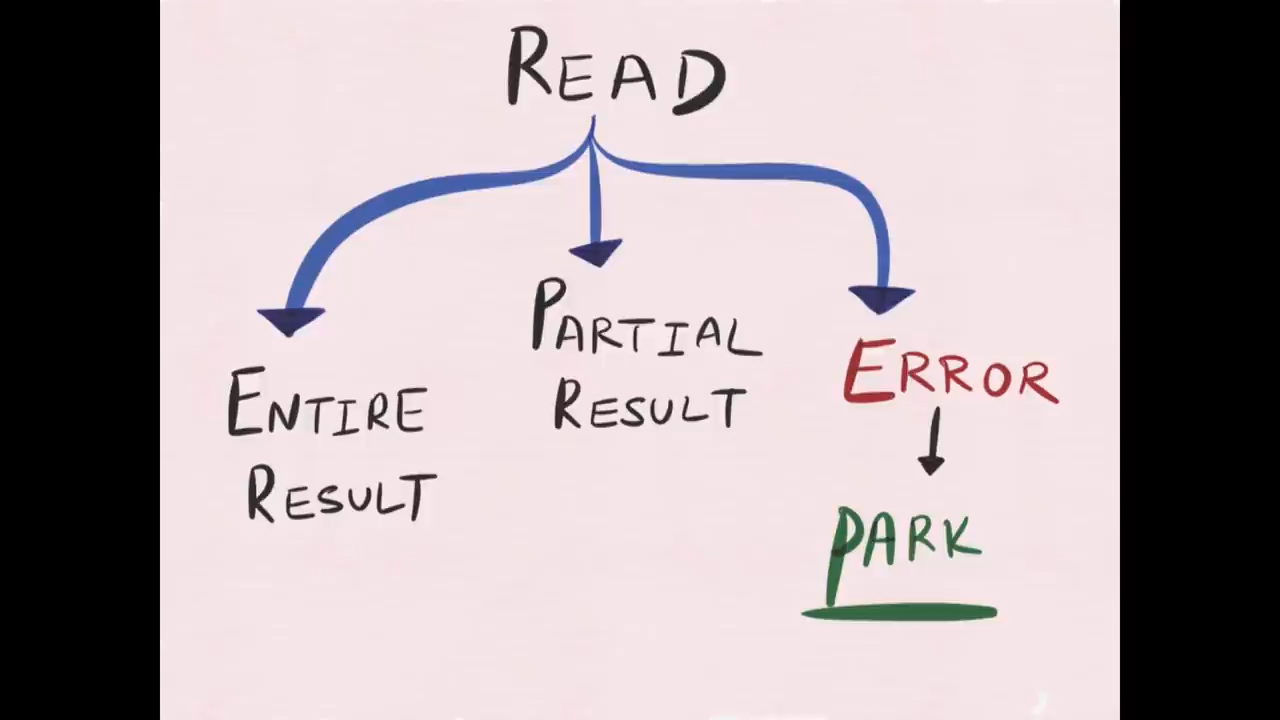 READ
PARTIAL
RESULT
ERROR
ENTIRE
RESULT
PARK